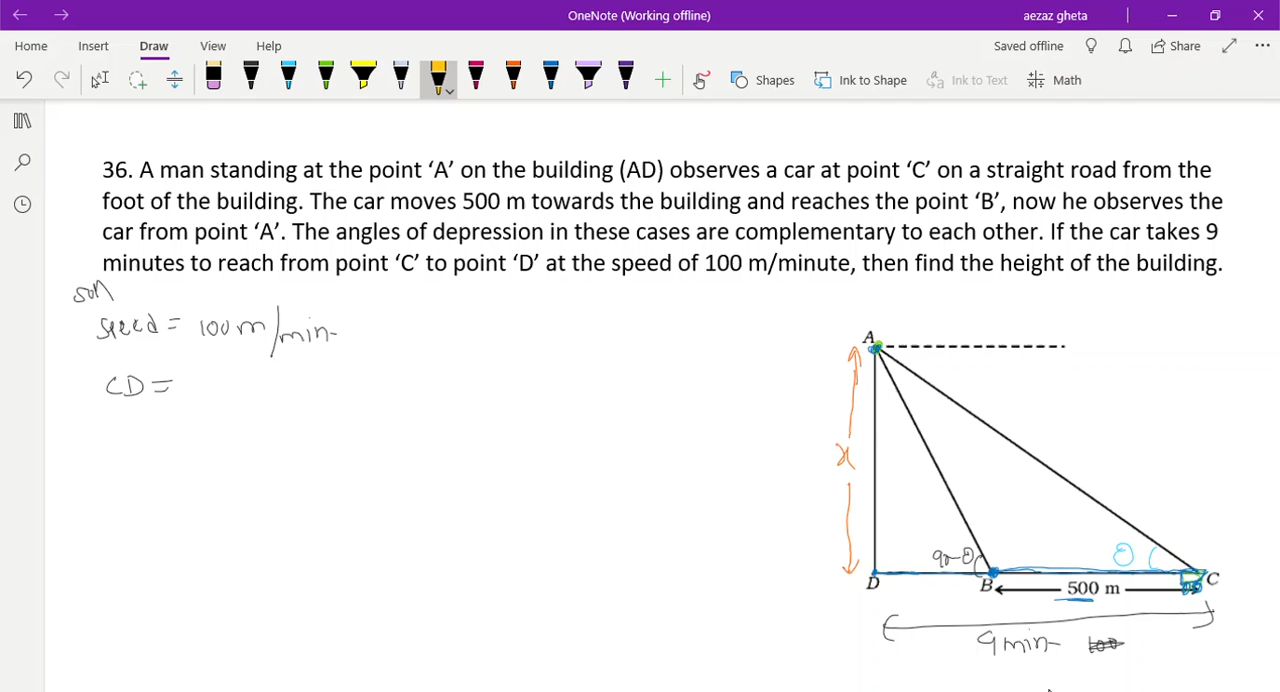 OneNote (Working offline)
aezaz gheta
Home Insert Draw View Help
Saved offline
Share
Shapes
Ink to Shape
Ink to Text
Math
36. A man standing at the point ‘A’ on the building (AD) observes a car at point ‘C’ on a straight road from the
foot of the building. The car moves 500 m towards the building and reaches the point ‘B’, now he observes the
car from point ‘A’. The angles of depression in these cases are complementary to each other. If the car takes 9
minutes to reach from point ‘C’ to point ‘D’ at the speed of 100 m/minute, then find the height of the building.
soln
speed = 100 m/min
CD =
A
x
90-θ
θ
D
B
500 m
C
9 min